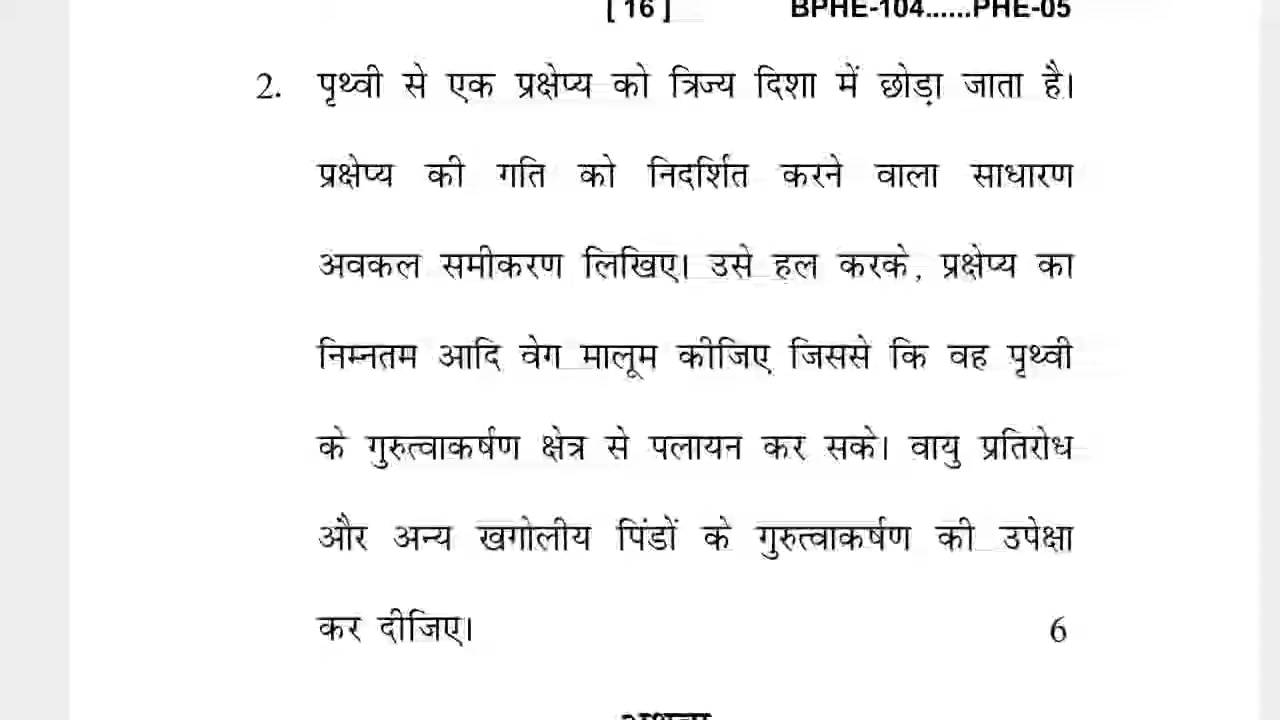 [ 16 ] BPHE-104......PHE-05
2. पृथ्वी से एक प्रक्षेप्य को त्रिज्य दिशा में छोड़ा जाता है।
प्रक्षेप्य की गति को निदर्शित करने वाला साधारण
अवकल समीकरण लिखिए। उसे हल करके, प्रक्षेप्य का
निम्नतम आदि वेग मालूम कीजिए जिससे कि वह पृथ्वी
के गुरुत्वाकर्षण क्षेत्र से पलायन कर सके। वायु प्रतिरोध
और अन्य खगोलीय पिंडों के गुरुत्वाकर्षण की उपेक्षा
कर दीजिए। 6
अथवा